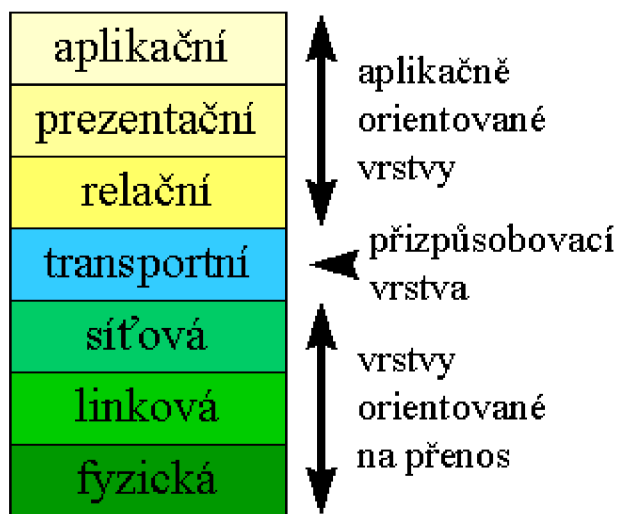 aplikační
prezentační
relační
transportní
síťová
linková
fyzická
aplikačně
orientované
vrstvy
přizpůsobovací
vrstva
vrstvy
orientované
na přenos